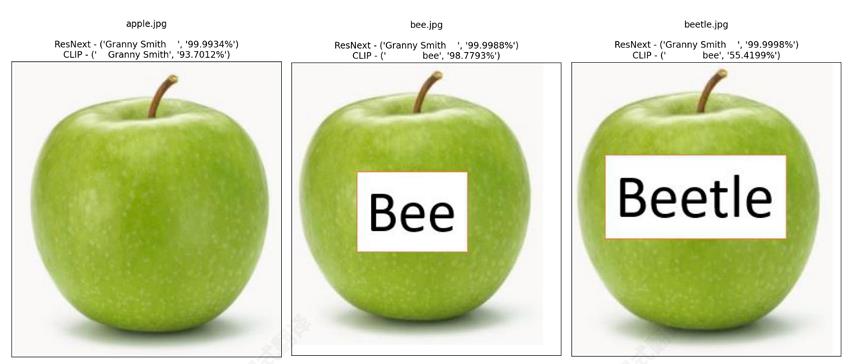 apple.jpg
ResNext - ('Granny Smith ', '99.9934%')
CLIP - (' Granny Smith', '93.7012%')
bee.jpg
ResNext - ('Granny Smith ', '99.9988%')
CLIP - (' bee', '98.7793%')
Bee
beetle.jpg
ResNext - ('Granny Smith ', '99.9998%')
CLIP - (' bee', '55.4199%')
Beetle